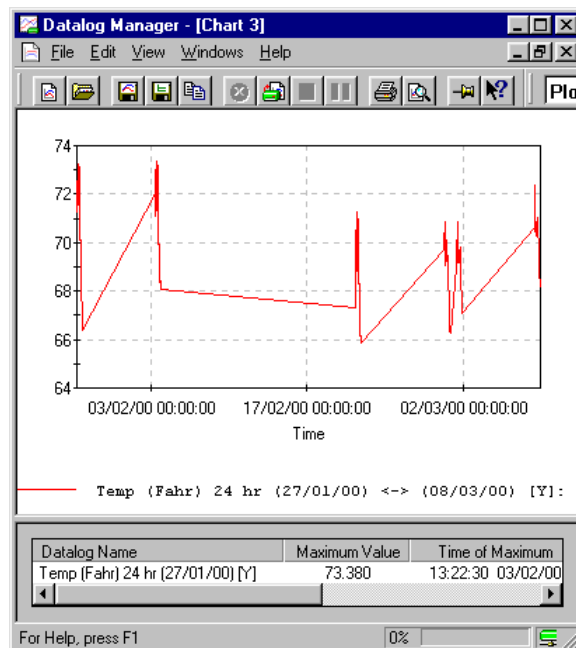 Datalog Manager - [Chart 3]
File Edit View Windows Help
Plo
74
72
70
68
66
64
03/02/00 00:00:00 17/02/00 00:00:00 02/03/00 00:00:00
Time
Temp (Fahr) 24 hr (27/01/00) <-> (08/03/00) [Y]:
Datalog Name Maximum Value Time of Maximum
Temp (Fahr) 24 hr (27/01/00) [Y] 73.380 13:22:30 03/02/00
For Help, press F1 0%